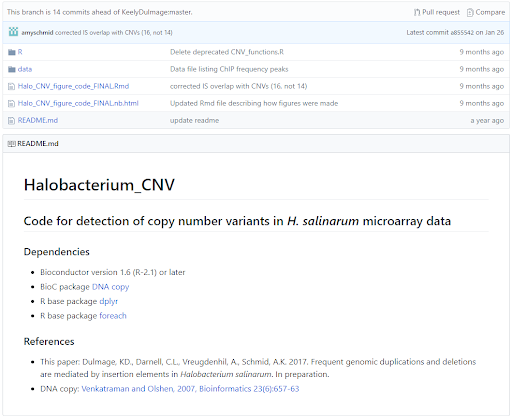 This branch is 14 commits ahead of KeelyDulmage:master.
Pull request
Compare
amyschmid corrected IS overlap with CNVs (16, not 14)
Latest commit a855542 on Jan 26
R
Delete deprecated CNV_functions.R
9 months ago
data
Data file listing ChIP frequency peaks
9 months ago
Halo_CNV_figure_code_FINAL.Rmd
corrected IS overlap with CNVs (16, not 14)
9 months ago
Halo_CNV_figure_code_FINAL.nb.html
Updated Rmd file describing how figures were made
9 months ago
README.md
update readme
a year ago
README.md
Halobacterium_CNV
Code for detection of copy number variants in H. salinarum microarray data
Dependencies
• Bioconductor version 1.6 (R-2.1) or later
• BioC package DNA copy
• R base package dplyr
• R base package foreach
References
• This paper: Dulmage, KD., Darnell, C.L., Vreugdenhil, A., Schmid, A.K. 2017. Frequent genomic duplications and deletions
are mediated by insertion elements in Halobacterium salinarum. In preparation.
• DNA copy: Venkatraman and Olshen, 2007, Bioinformatics 23(6):657-63